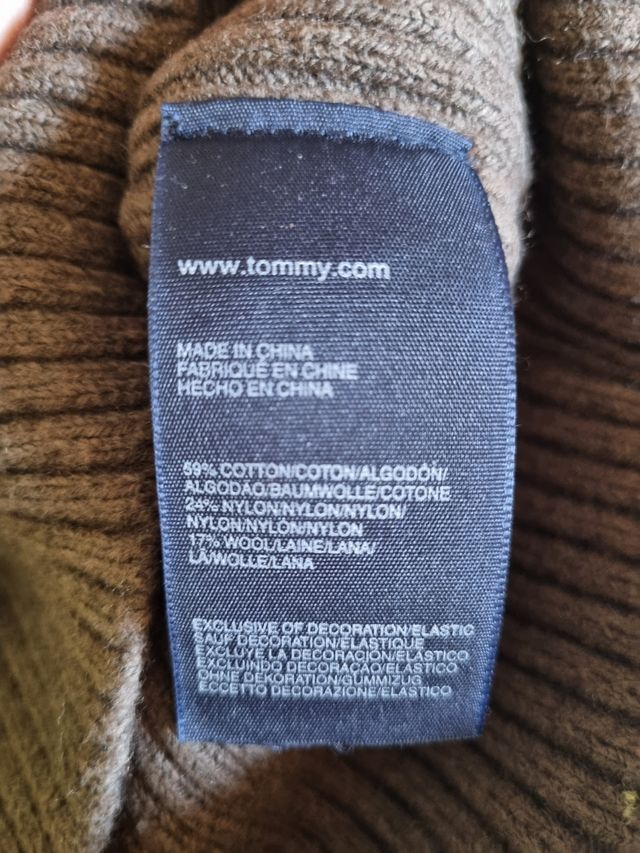 www.tommy.com
MADE IN CHINA
FABRIQUÉ EN CHINE
HECHO EN CHINA
59% COTTON/COTON/ALGODÓN/
ALGODÃO/BAUMWOLLE/COTONE
24% NYLON/NYLON/NYLON/
NYLON/NYLON/NYLON
17% WOOL/LAINE/LANA/
LÃ/WOLLE/LANA
EXCLUSIVE OF DECORATION/ELASTIC
SAUF DECORATION/ELASTIQUE
EXCLUYE LA DECORACIÓN/ELÁSTICO
EXCLUINDO DECORAÇÃO/ELÁSTICO
OHNE DEKORATION/GUMMIZUG
ECCETTO DECORAZIONE/ELASTICO